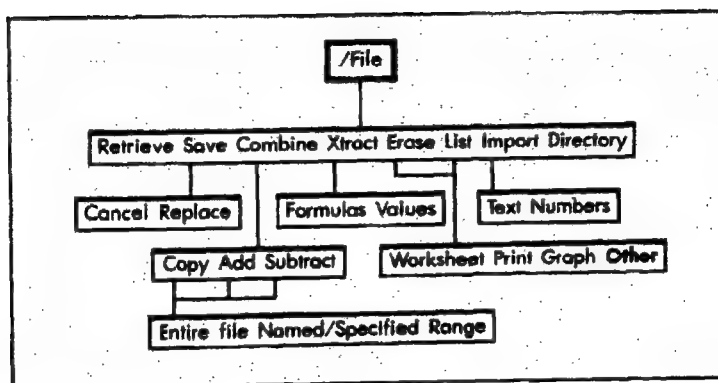 /File
Retrieve Save Combine Xtract Erase List Import Directory
Cancel Replace
Formulas Values
Text Numbers
Copy Add Subtract
Worksheet Print Graph Other
Entire file Named/Specified Range